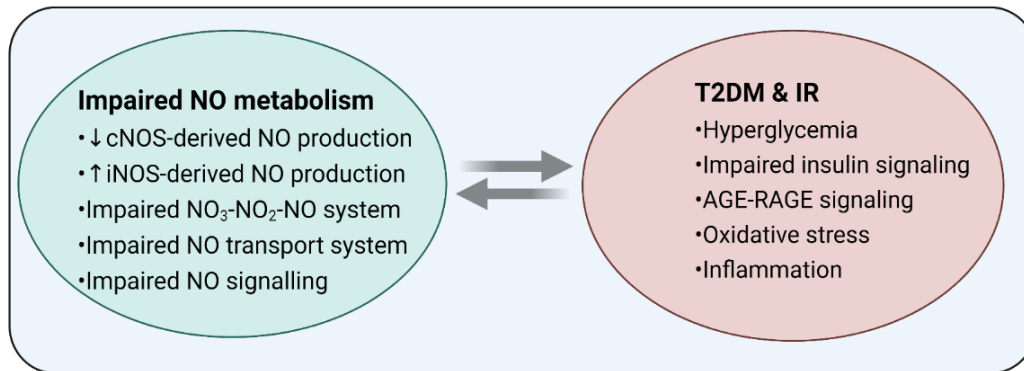 Impaired NO metabolism
•↓cNOS-derived NO production
•↑iNOS-derived NO production
•Impaired NO₃-NO₂-NO system
•Impaired NO transport system
•Impaired NO signalling
T2DM & IR
•Hyperglycemia
•Impaired insulin signaling
•AGE-RAGE signaling
•Oxidative stress
•Inflammation